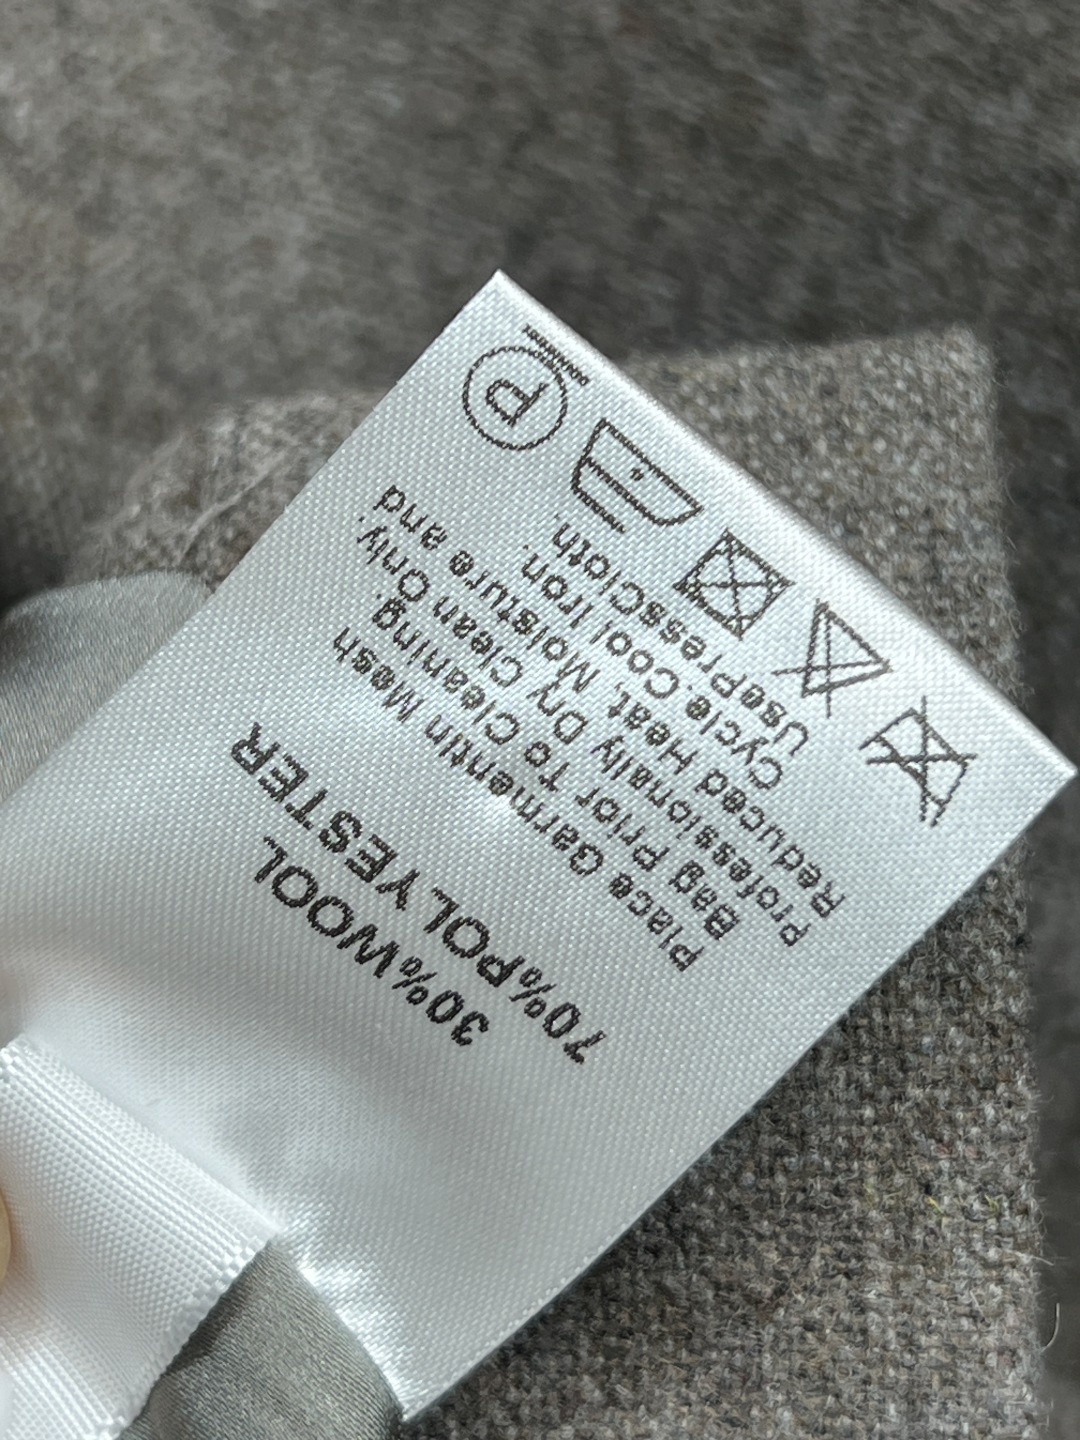 30%WOOL
70%POLYESTER
Place Garmentin Mesh
Bag Prior To Cleaning.
Professionally Dry Clean Only.
Reduced Heat, Moisture and
Cycle.Cool Iron.
UsePressCloth.
P